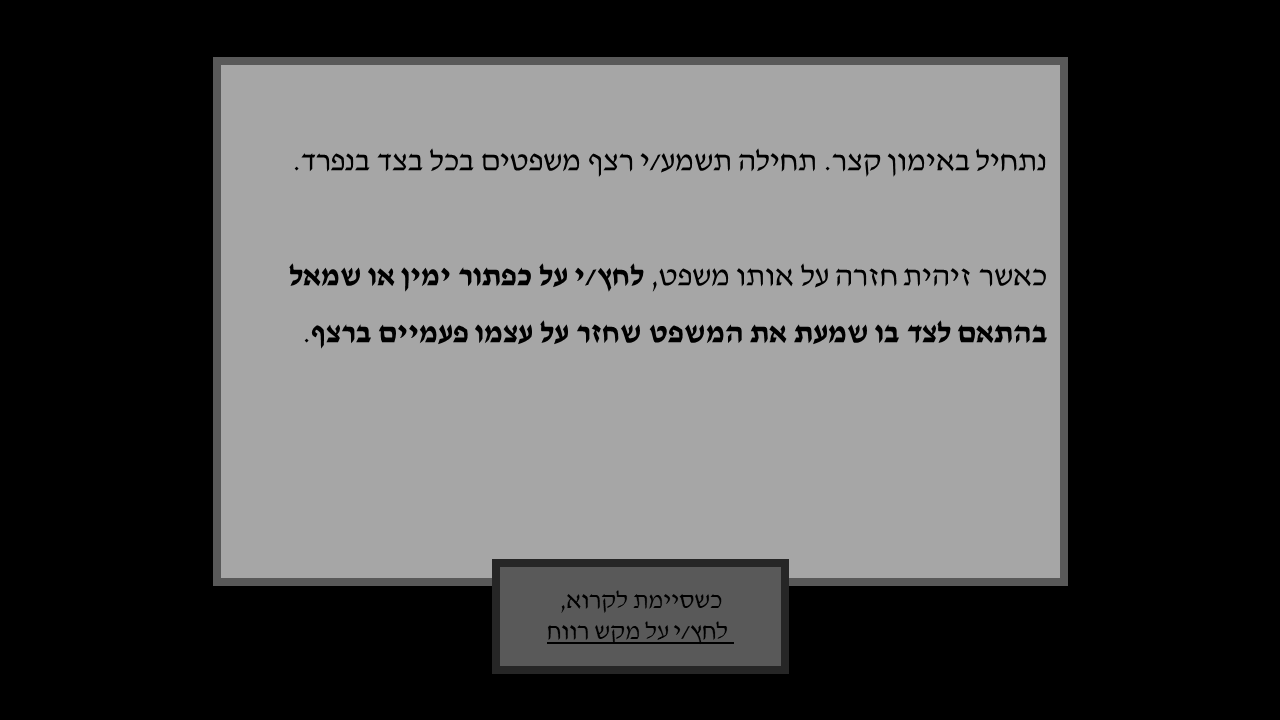 נתחיל באימון קצר. תחילה תשמע/י רצף משפטים בכל בצד בנפרד.
כאשר זיהית חזרה על אותו משפט, לחץ/י על כפתור ימין או שמאל
בהתאם לצד בו שמעת את המשפט שחזר על עצמו פעמיים ברצף.
כשסיימת לקרוא,
לחץ/י על מקש רווח